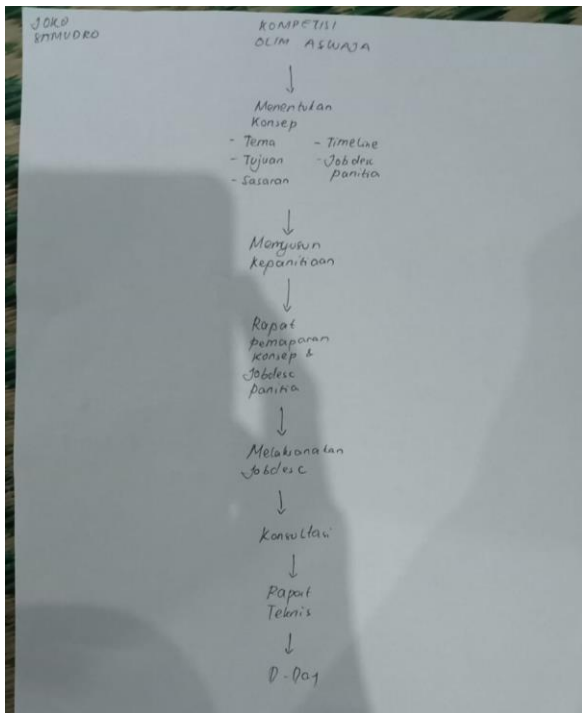 JOKO
SAMUDRO
KOMPETISI
OLIM ASWAJA
Menentukan
Konsep
- Tema
- Tujuan
- Sasaran
- Timeline
- Jobdesc
panitia
Menyusun
Kepanitiaan
Rapat
pemaparan
konsep &
Jobdesc
panitia
Melaksanakan
Jobdesc
Konsultasi
Rapat
Teknis
D-Day